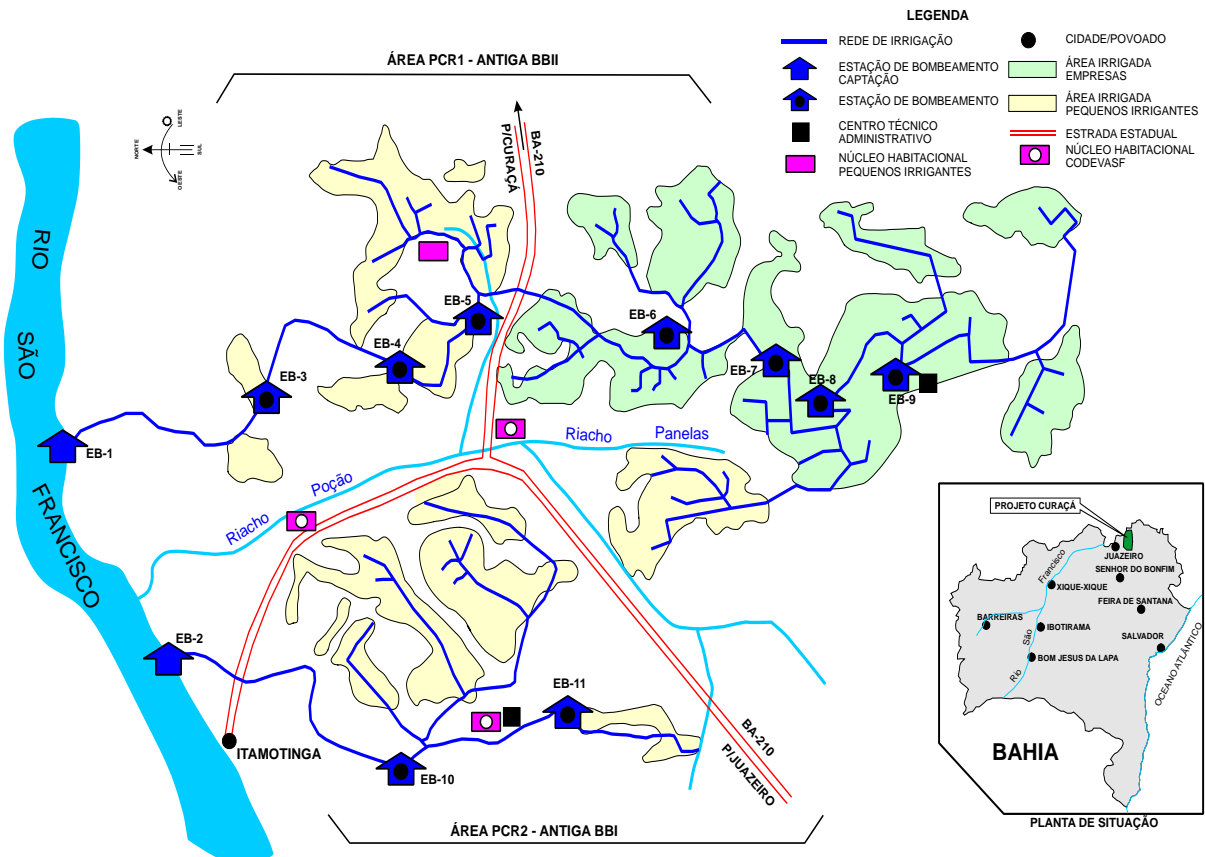 LEGENDA
REDE DE IRRIGAÇÃO
ESTAÇÃO DE BOMBEAMENTO
CAPTAÇÃO
ESTAÇÃO DE BOMBEAMENTO
CENTRO TÉCNICO
ADMINISTRATIVO
NÚCLEO HABITACIONAL
PEQUENOS IRRIGANTES
CIDADE/POVOADO
ÁREA IRRIGADA
EMPRESAS
ÁREA IRRIGADA
PEQUENOS IRRIGANTES
ESTRADA ESTADUAL
NÚCLEO HABITACIONAL
CODEVASF
ÁREA PCR1 - ANTIGA BBII
LESTE
NORTE
SUL
OESTE
BA-210
P/CURAÇÁ
RIO
SÃO
FRANCISCO
EB-5
EB-6
EB-4
EB-3
EB-7
EB-8
EB-9
EB-1
Riacho
Panelas
Riacho
Poção
EB-2
EB-11
ITAMOTINGA
EB-10
BA-210
P/JUAZEIRO
ÁREA PCR2 - ANTIGA BBI
PROJETO CURAÇÁ
JUAZEIRO
SENHOR DO BONFIM
XIQUE-XIQUE
FEIRA DE SANTANA
BARREIRAS
IBOTIRAMA
SALVADOR
BOM JESUS DA LAPA
Rio
São
Francisco
OCEANO ATLÂNTICO
BAHIA
PLANTA DE SITUAÇÃO